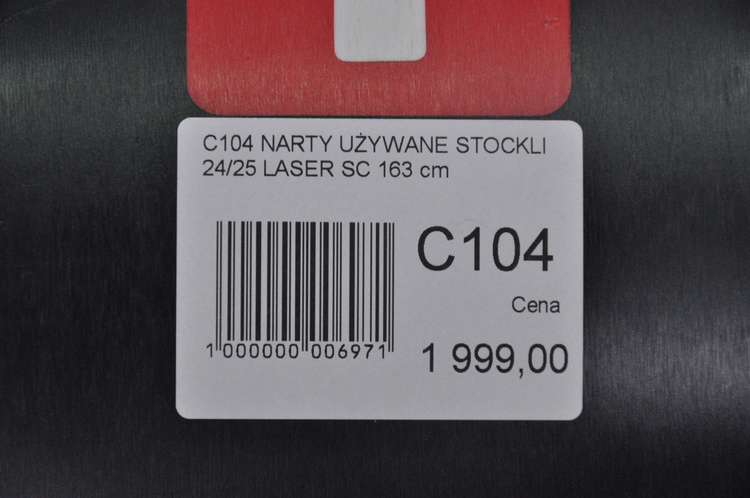 C104 NARTY UŻYWANE STOCKLI
24/25 LASER SC 163 cm
C104
Cena
1 999,00
1 000000 006971